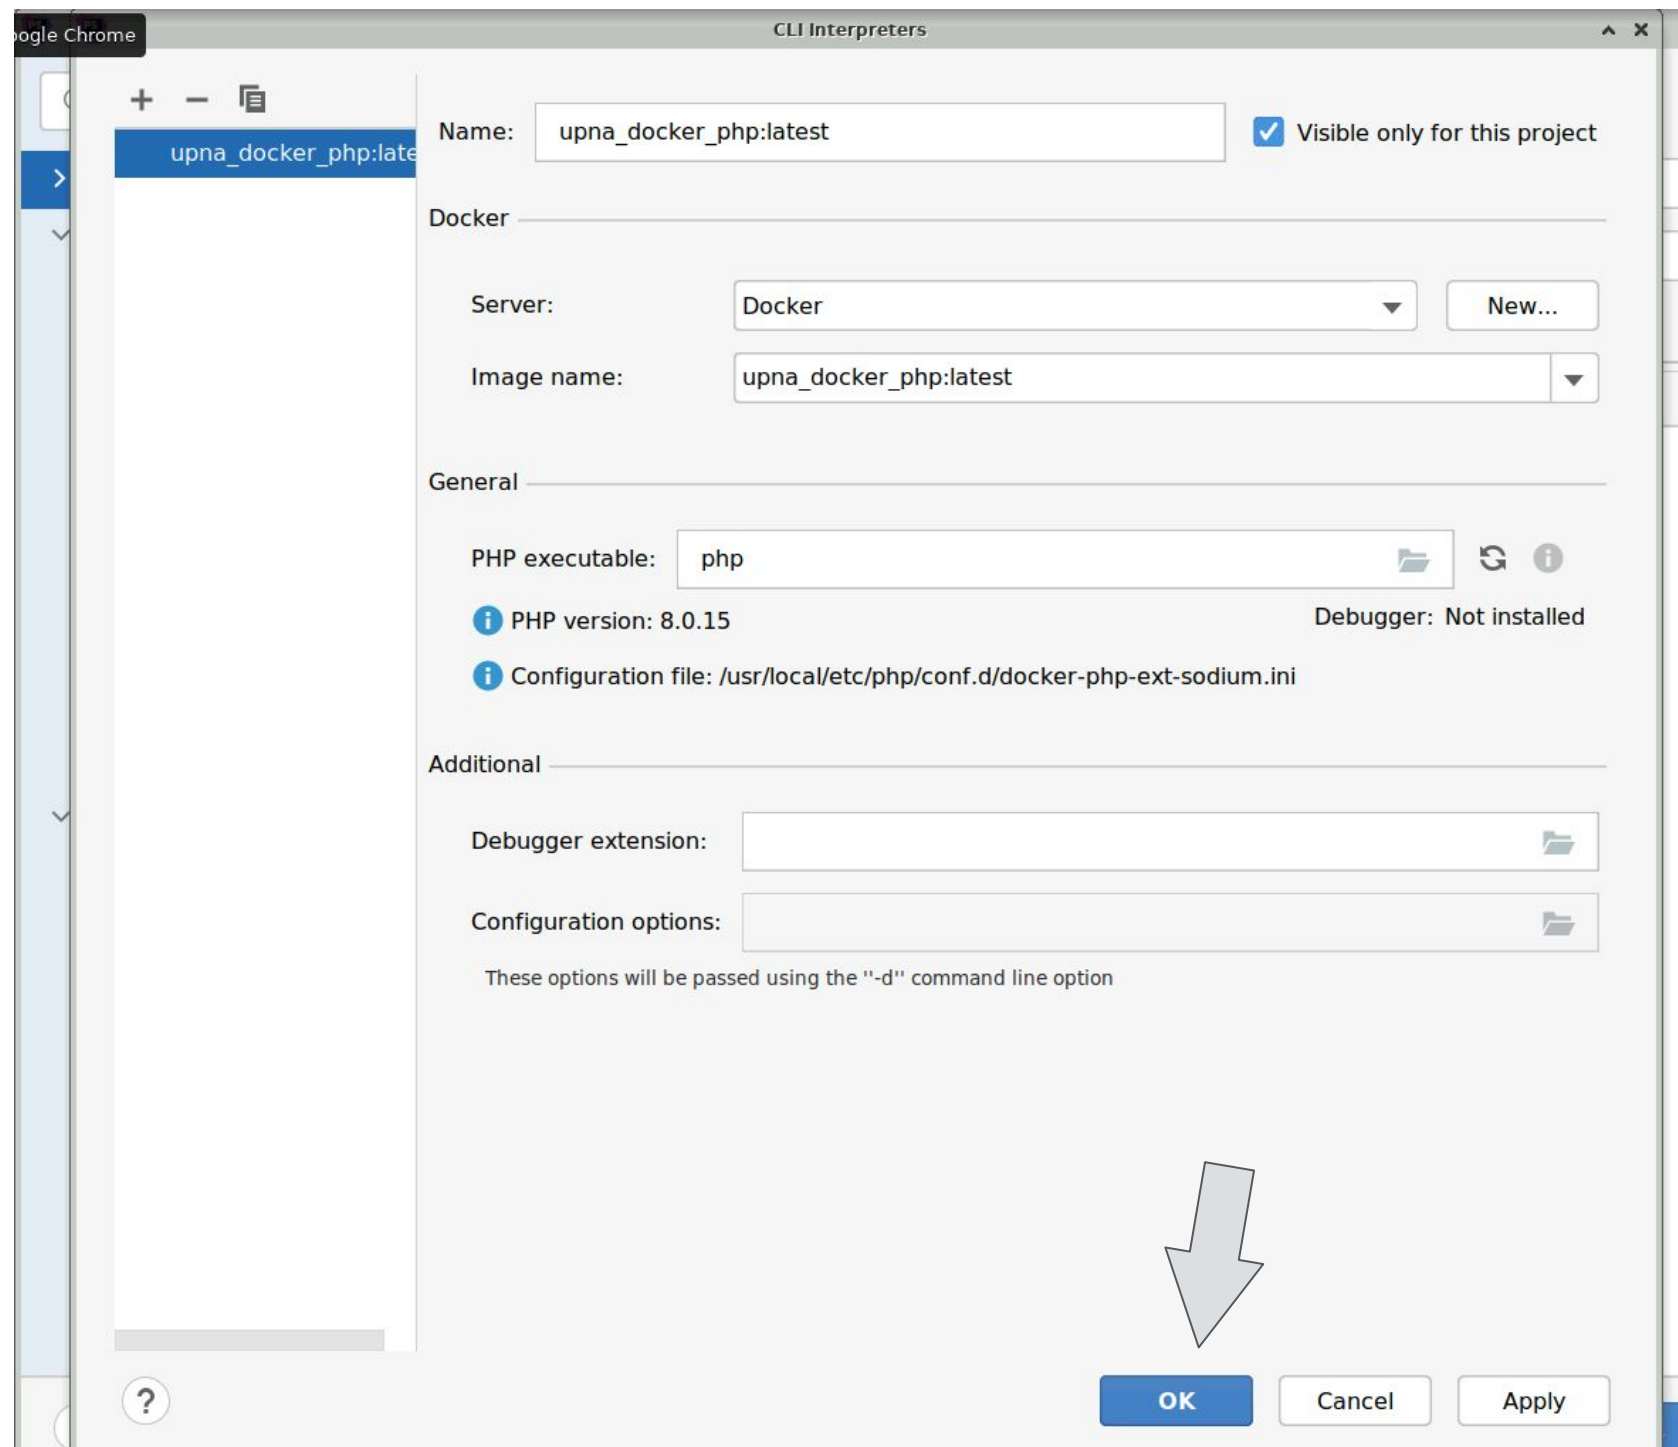 CLI Interpreters
ogle Chrome
upna_docker_php:late
Name: upna_docker_php:latest Visible only for this project
Docker
Server: Docker New...
Image name: upna_docker_php:latest
General
PHP executable: php
PHP version: 8.0.15 Debugger: Not installed
Configuration file: /usr/local/etc/php/conf.d/docker-php-ext-sodium.ini
Additional
Debugger extension:
Configuration options:
These options will be passed using the "-d" command line option
? OK Cancel Apply